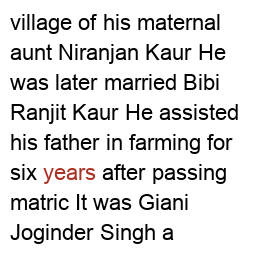 village of his maternal
aunt Niranjan Kaur He
was later married Bibi
Ranjit Kaur He assisted
his father in farming for
six years after passing
matric It was Giani
Joginder Singh a